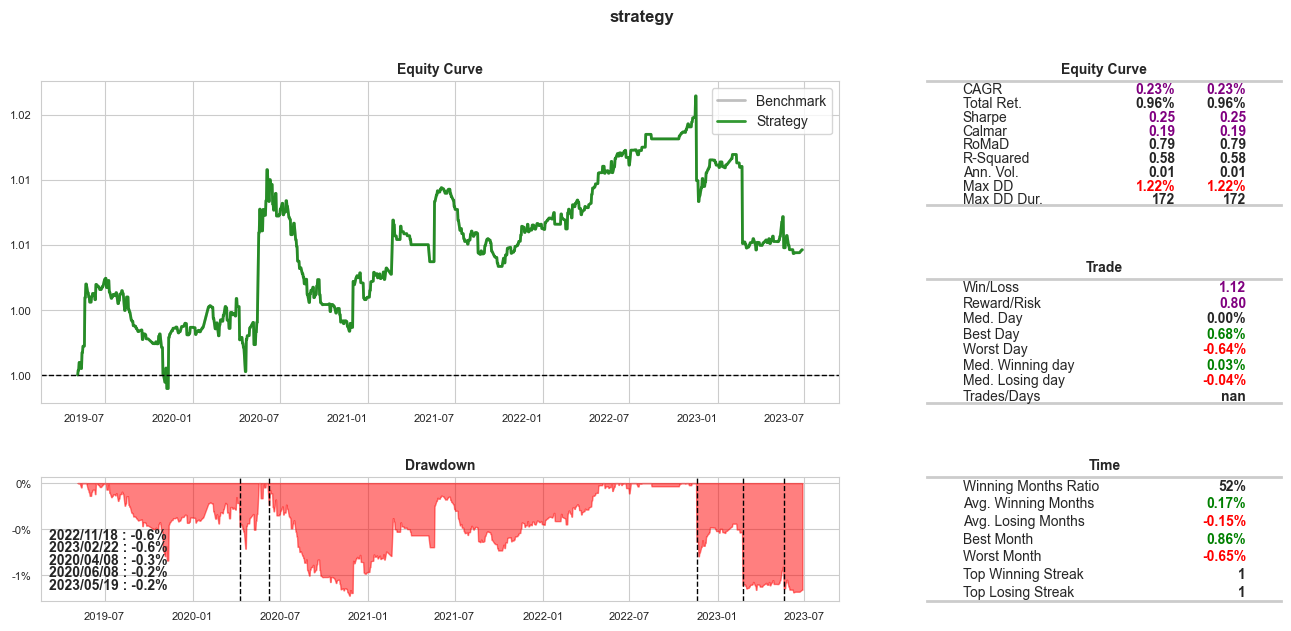 strategy
Equity Curve
1.02
1.01
1.01
1.00
1.00
Benchmark
Strategy
2019-07 2020-01 2020-07 2021-01 2021-07 2022-01 2022-07 2023-01 2023-07
Drawdown
0%
-0%
-1%
2022/11/18 : -0.6%
2023/02/22 : -0.6%
2020/04/08 : -0.3%
2020/06/08 : -0.2%
2023/05/19 : -0.2%
2019-07 2020-01 2020-07 2021-01 2021-07 2022-01 2022-07 2023-01 2023-07
Equity Curve
CAGR 0.23% 0.23%
Total Ret. 0.96% 0.96%
Sharpe 0.25 0.25
Calmar 0.19 0.19
RoMaD 0.79 0.79
R-Squared 0.58 0.58
Ann. Vol. 0.01 0.01
Max DD 1.22% 1.22%
Max DD Dur. 172 172
Trade
Win/Loss 1.12
Reward/Risk 0.80
Med. Day 0.00%
Best Day 0.68%
Worst Day -0.64%
Med. Winning day 0.03%
Med. Losing day -0.04%
Trades/Days nan
Time
Winning Months Ratio 52%
Avg. Winning Months 0.17%
Avg. Losing Months -0.15%
Best Month 0.86%
Worst Month -0.65%
Top Winning Streak 1
Top Losing Streak 1